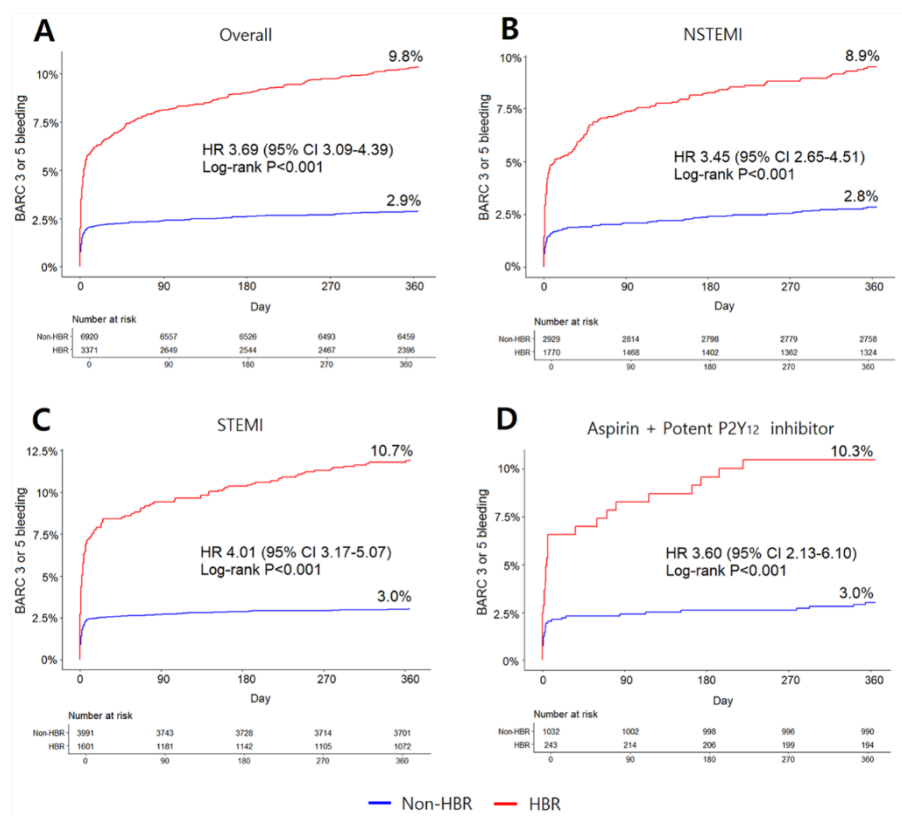 A
Overall
BARC 3 or 5 bleeding
10%
7.5%
5%
2.5%
0%
9.8%
HR 3.69 (95% CI 3.09-4.39)
Log-rank P<0.001
2.9%
0 90 180 270 360
Day
Number at risk
Non-HBR 6920 6557 6526 6493 6459
HBR 3371 2649 2544 2467 2396
0 90 180 270 360
B
NSTEMI
BARC 3 or 5 bleeding
10%
7.5%
5%
2.5%
0%
8.9%
HR 3.45 (95% CI 2.65-4.51)
Log-rank P<0.001
2.8%
0 90 180 270 360
Day
Number at risk
Non-HBR 2929 2814 2798 2779 2758
HBR 1770 1468 1402 1362 1324
0 90 180 270 360
C
STEMI
BARC 3 or 5 bleeding
12.5%
10%
7.5%
5%
2.5%
0%
10.7%
HR 4.01 (95% CI 3.17-5.07)
Log-rank P<0.001
3.0%
0 90 180 270 360
Day
Number at risk
Non-HBR 3991 3743 3728 3714 3701
HBR 1601 1181 1142 1105 1072
0 90 180 270 360
D
Aspirin + Potent P2Y12 inhibitor
BARC 3 or 5 bleeding
10%
7.5%
5%
2.5%
0%
10.3%
HR 3.60 (95% CI 2.13-6.10)
Log-rank P<0.001
3.0%
0 90 180 270 360
Day
Number at risk
Non-HBR 1032 1002 998 996 990
HBR 243 214 206 199 194
0 90 180 270 360
Non-HBR HBR